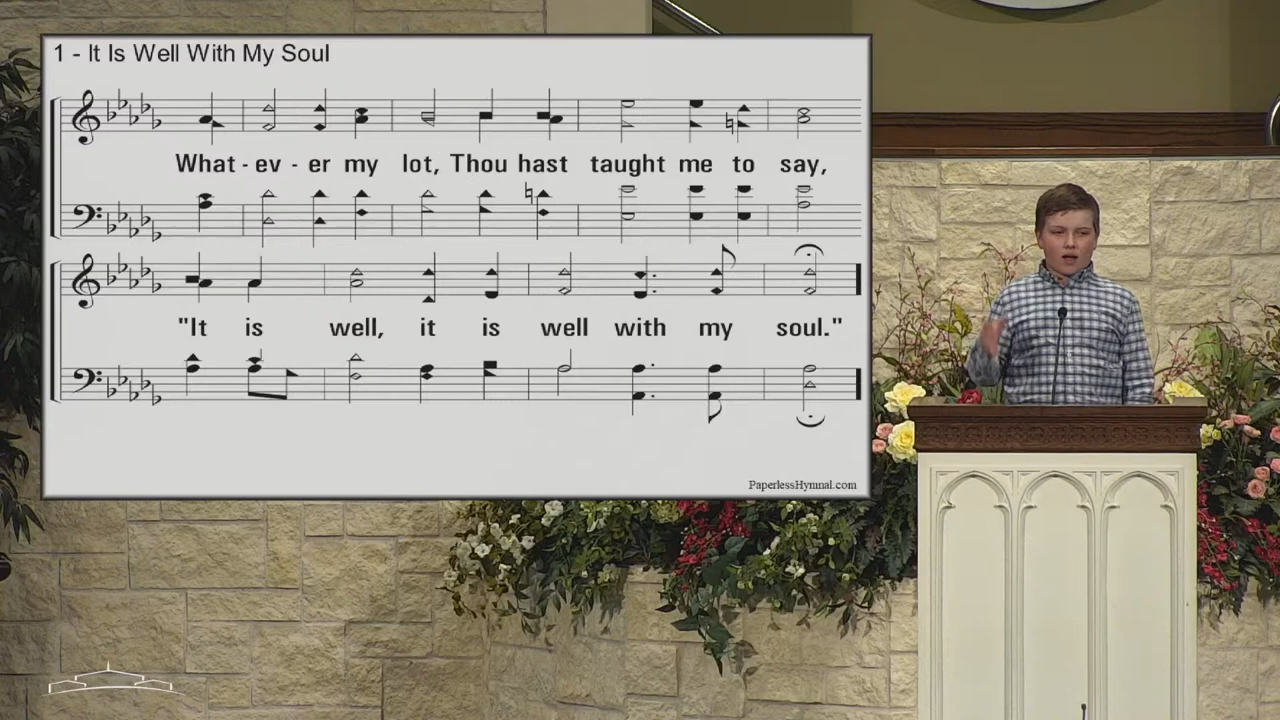 1 - It Is Well With My Soul
What - ev - er my lot, Thou hast taught me to say,
"It is well, it is well with my soul."
PaperlessHymnal.com